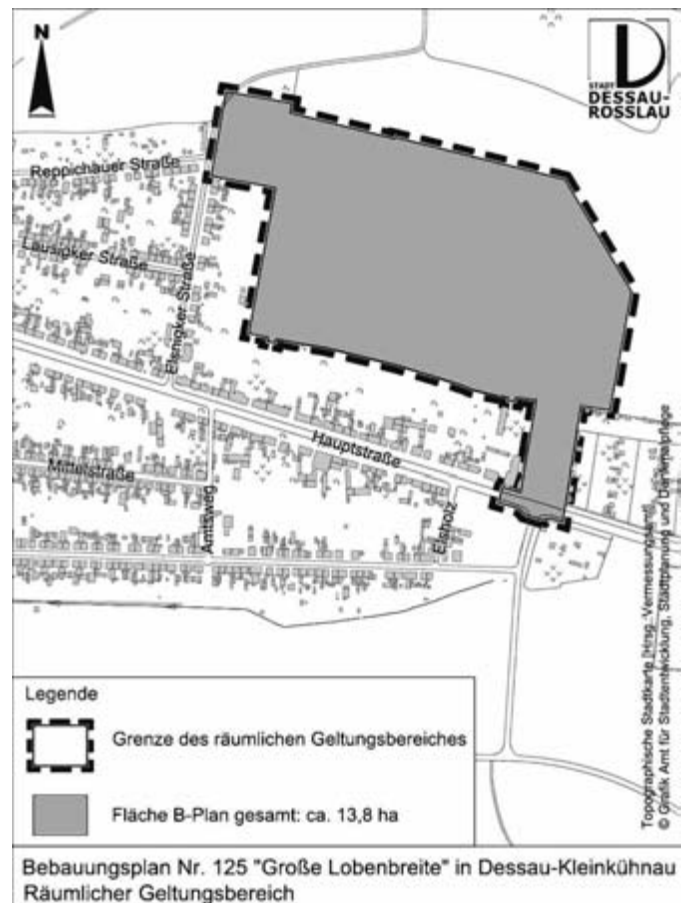 N
STADT
DESSAU-
ROSSLAU
Reppichauer Straße
Lausigker Straße
Elsnigker Straße
Hauptstraße
Mittelstraße
Amtsweg
Elsholz
Topographische Stadtkarte [Hrsg.: Vermessungsamt]
© Grafik Amt für Stadtentwicklung, Stadtplanung und Denkmalpflege
Legende
Grenze des räumlichen Geltungsbereiches
Fläche B-Plan gesamt: ca. 13,8 ha
Bebauungsplan Nr. 125 "Große Lobenbreite" in Dessau-Kleinkühnau
Räumlicher Geltungsbereich